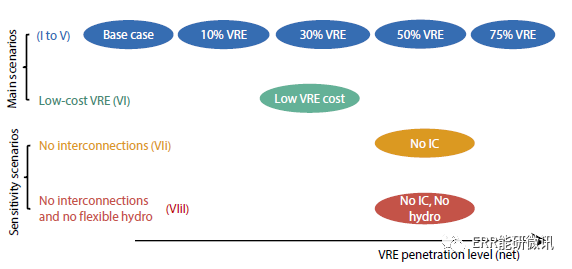 Main scenarios
(I to V)
Base case
10% VRE
30% VRE
50% VRE
75% VRE
Low-cost VRE (VI)
Low VRE cost
Sensitivity scenarios
No interconnections (VIi)
No IC
No interconnections
and no flexible hydro
(VIiI)
No IC, No
hydro
VRE penetration level (net)
ERR能研微讯